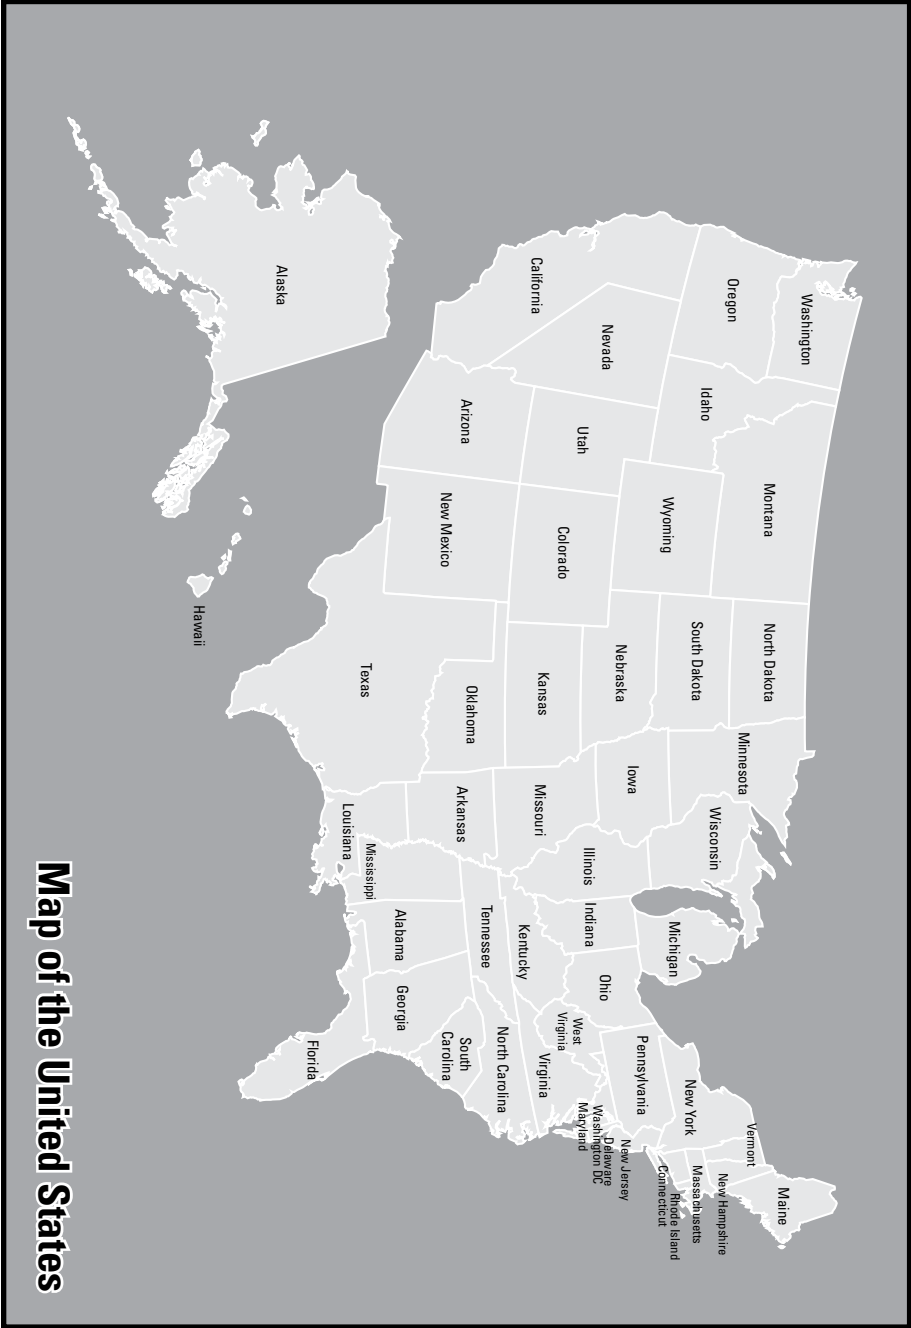 Washington
Oregon
California
Nevada
Idaho
Montana
Wyoming
Utah
Arizona
Colorado
New Mexico
North Dakota
South Dakota
Nebraska
Kansas
Oklahoma
Texas
Minnesota
Iowa
Missouri
Arkansas
Louisiana
Wisconsin
Illinois
Mississippi
Michigan
Indiana
Kentucky
Tennessee
Alabama
Ohio
West
Virginia
Virginia
North Carolina
South
Carolina
Georgia
Florida
Pennsylvania
New York
Vermont
Maine
New Hampshire
Massachusetts
Rhode Island
Connecticut
New Jersey
Delaware
Washington DC
Maryland
Alaska
Hawaii
Map of the United States